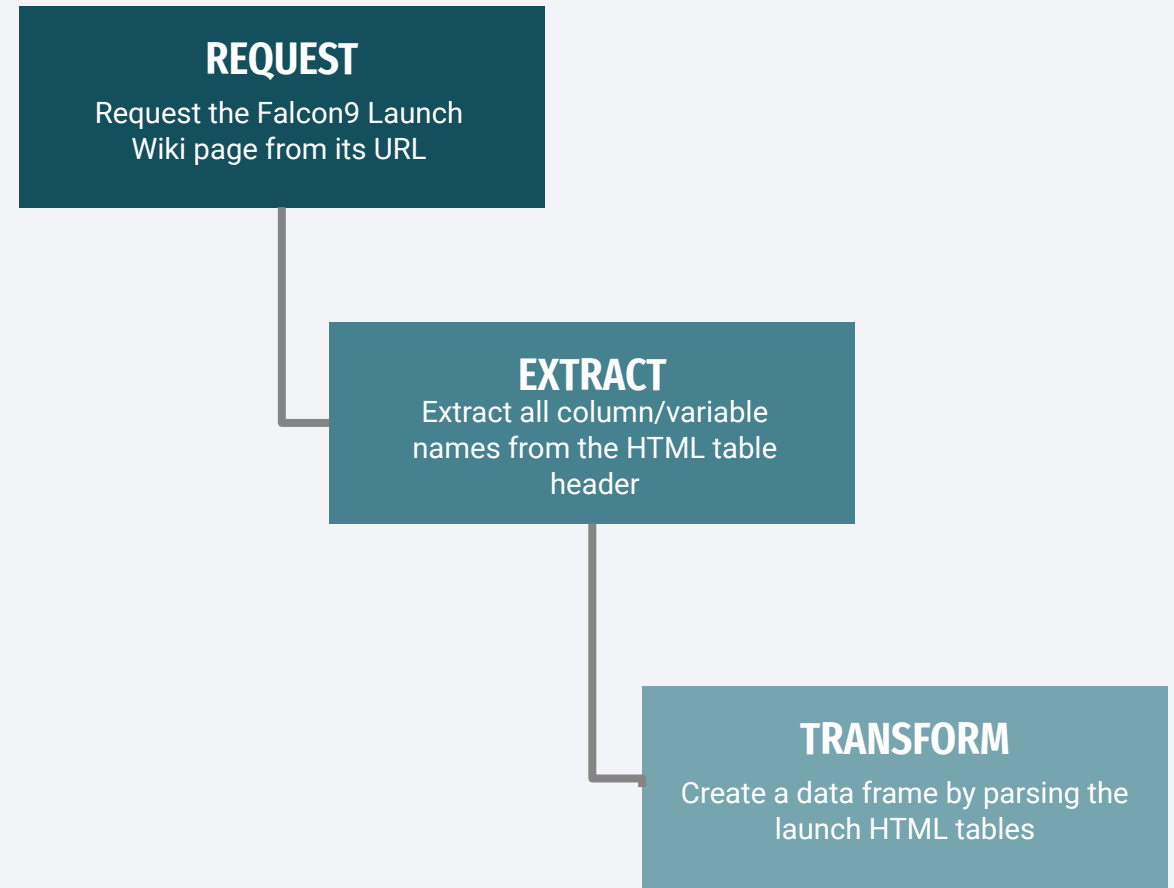 REQUEST
Request the Falcon9 Launch
Wiki page from its URL
EXTRACT
Extract all column/variable
names from the HTML table
header
TRANSFORM
Create a data frame by parsing the
launch HTML tables